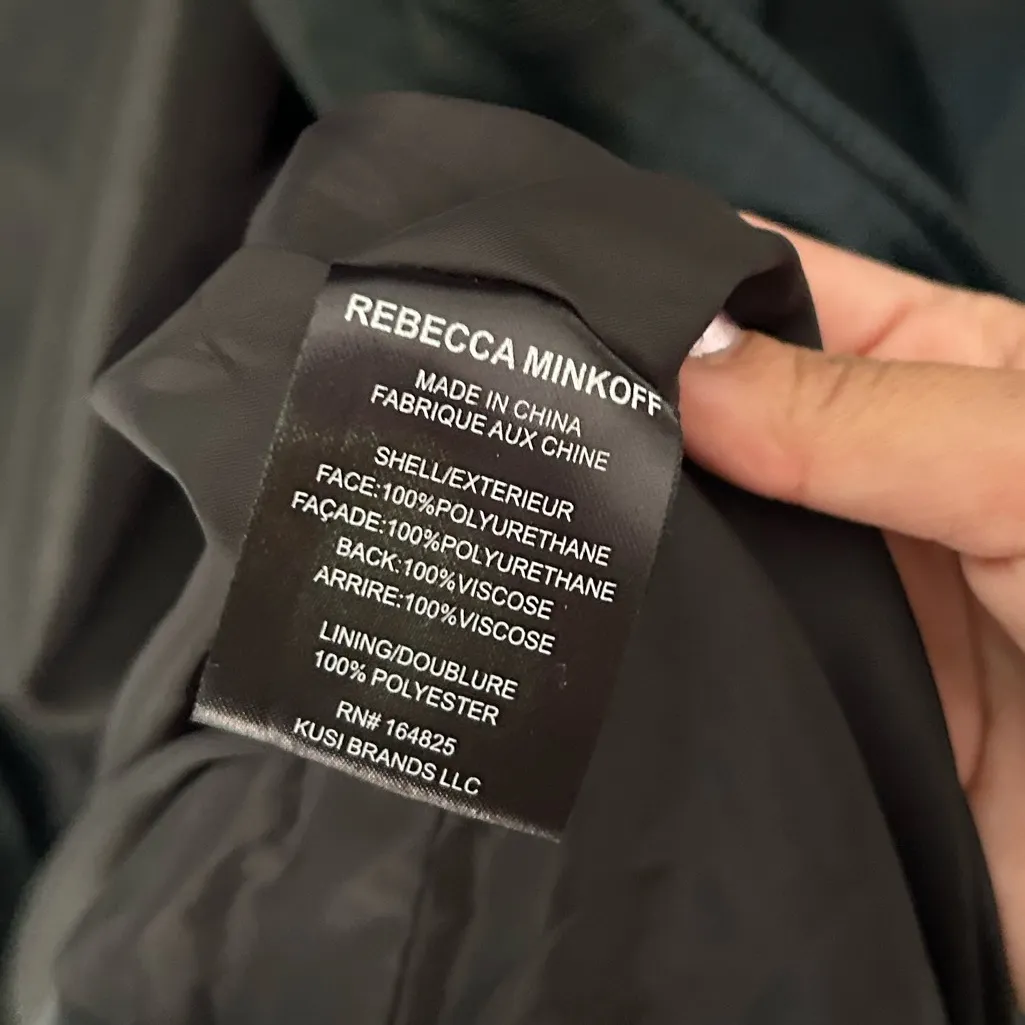 REBECCA MINKOFF
MADE IN CHINA
FABRIQUE AUX CHINE
SHELL/EXTERIEUR
FACE:100%POLYURETHANE
FAÇADE:100%POLYURETHANE
BACK:100%VISCOSE
ARRIRE:100%VISCOSE
LINING/DOUBLURE
100% POLYESTER
RN# 164825
KUSI BRANDS LLC